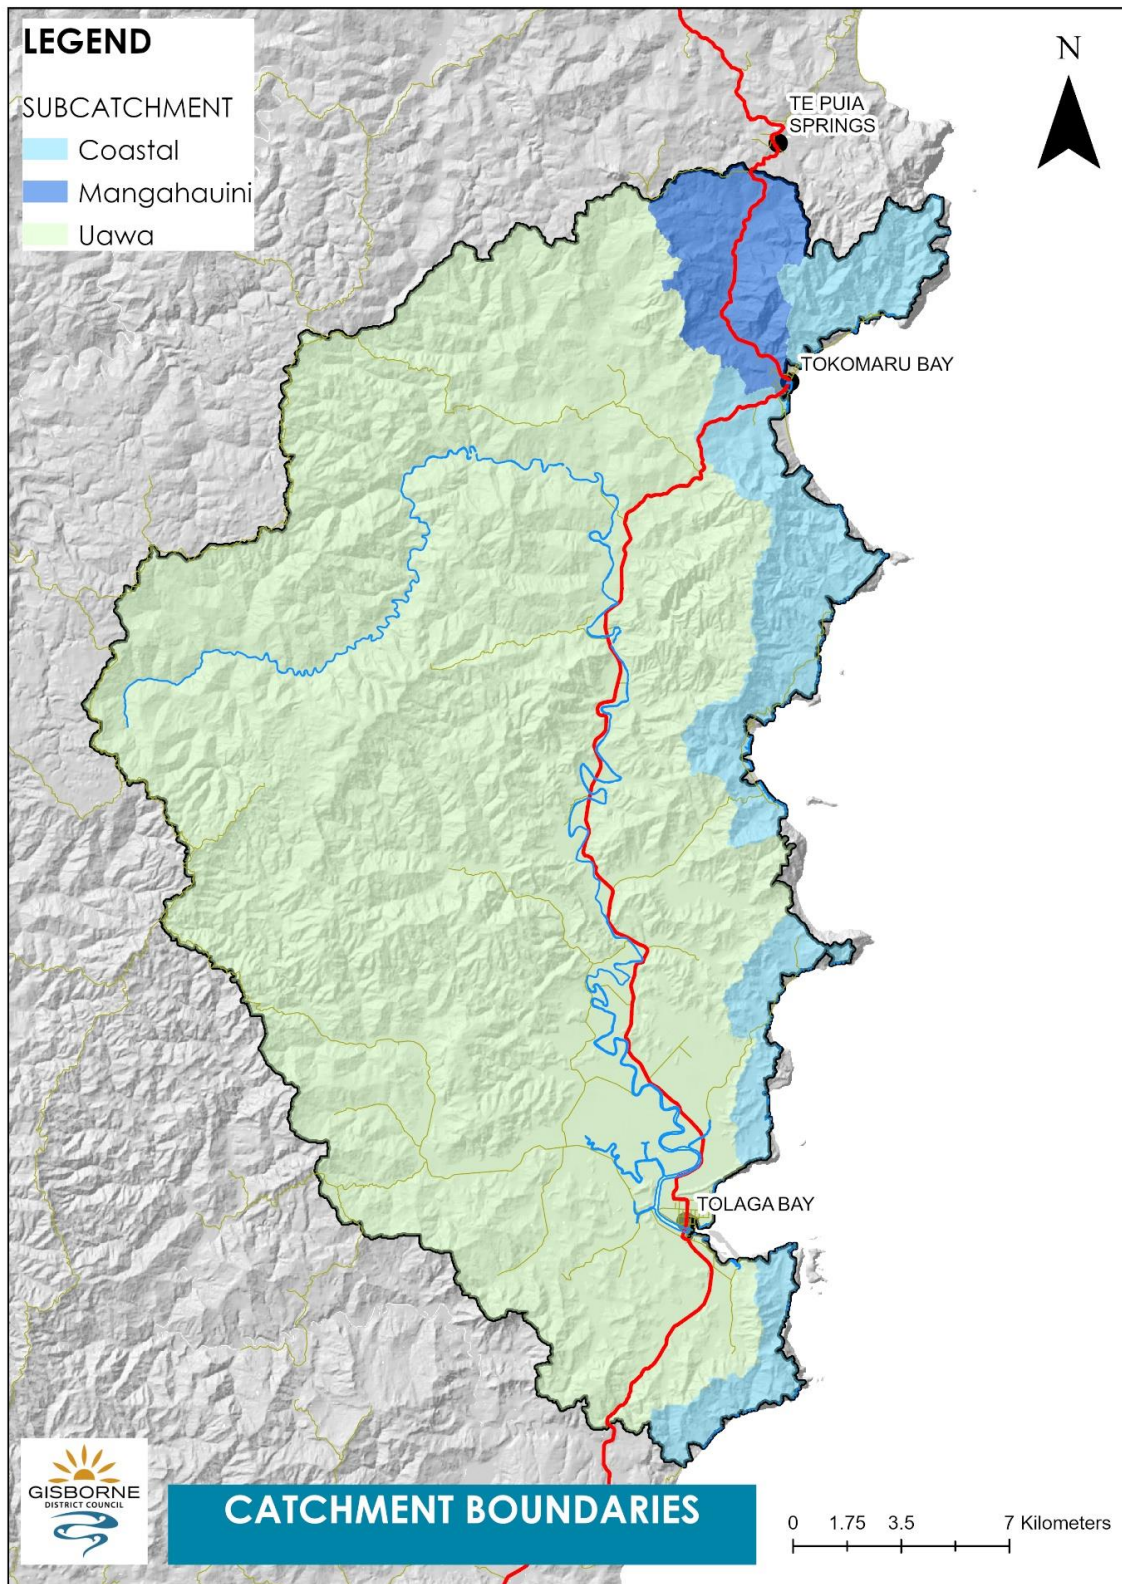 LEGEND
SUBCATCHMENT
Coastal
Mangahauini
Uawa
N
TE PUIA
SPRINGS
TOKOMARU BAY
TOLAGA BAY
GISBORNE
DISTRICT COUNCIL
CATCHMENT BOUNDARIES
0 1.75 3.5 7 Kilometers